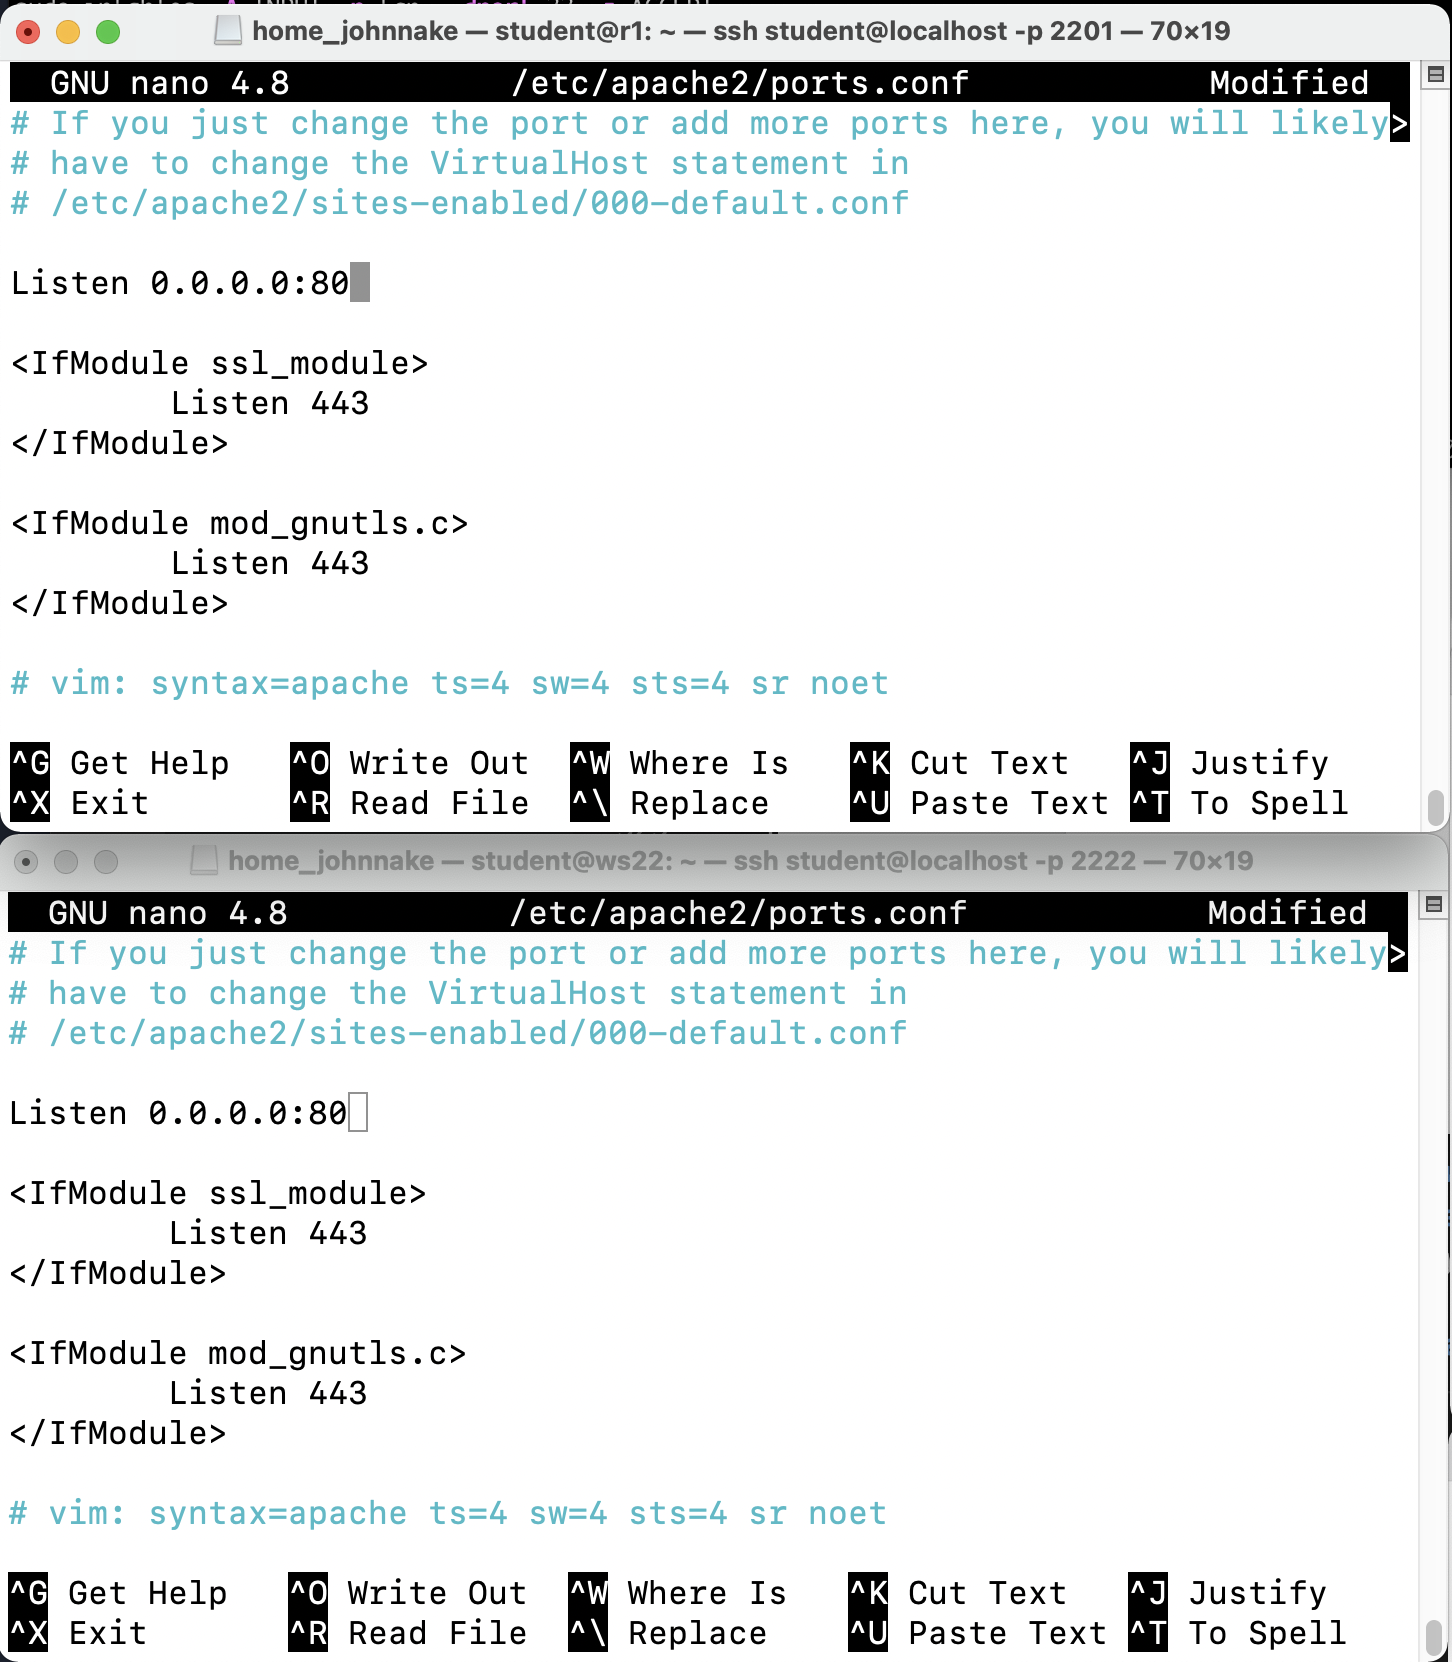 home_johnnake — student@r1: ~ — ssh student@localhost -p 2201 — 70×19
GNU nano 4.8 /etc/apache2/ports.conf Modified
# If you just change the port or add more ports here, you will likely>
# have to change the VirtualHost statement in
# /etc/apache2/sites-enabled/000-default.conf
Listen 0.0.0.0:80
<IfModule ssl_module>
Listen 443
</IfModule>
<IfModule mod_gnutls.c>
Listen 443
</IfModule>
# vim: syntax=apache ts=4 sw=4 sts=4 sr noet
^G Get Help ^O Write Out ^W Where Is ^K Cut Text ^J Justify
^X Exit ^R Read File ^\ Replace ^U Paste Text ^T To Spell
home_johnnake — student@ws22: ~ — ssh student@localhost -p 2222 — 70×19
GNU nano 4.8 /etc/apache2/ports.conf Modified
# If you just change the port or add more ports here, you will likely>
# have to change the VirtualHost statement in
# /etc/apache2/sites-enabled/000-default.conf
Listen 0.0.0.0:80
<IfModule ssl_module>
Listen 443
</IfModule>
<IfModule mod_gnutls.c>
Listen 443
</IfModule>
# vim: syntax=apache ts=4 sw=4 sts=4 sr noet
^G Get Help ^O Write Out ^W Where Is ^K Cut Text ^J Justify
^X Exit ^R Read File ^\ Replace ^U Paste Text ^T To Spell